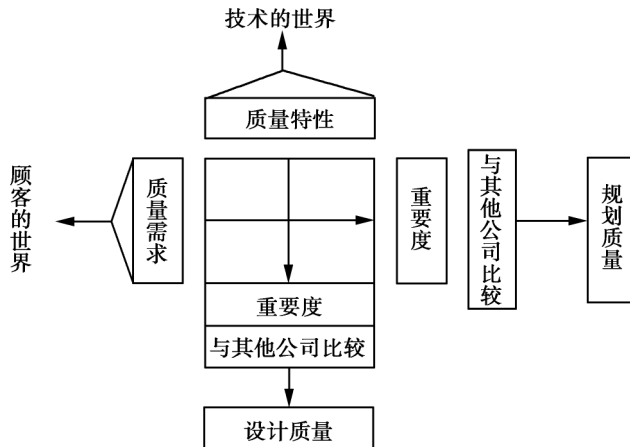 技术的世界
质量特性
顾客的世界
质量需求
重要度
与其他公司比较
规划质量
重要度
与其他公司比较
设计质量